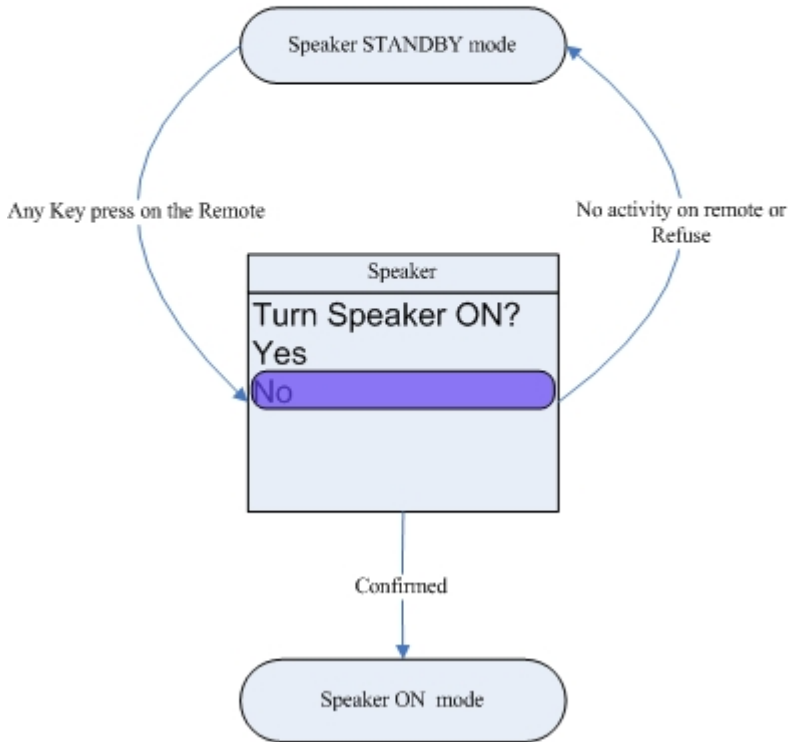 Speaker STANDBY mode
Any Key press on the Remote
No activity on remote or
Refuse
Speaker
Turn Speaker ON?
Yes
No
Confirmed
Speaker ON mode